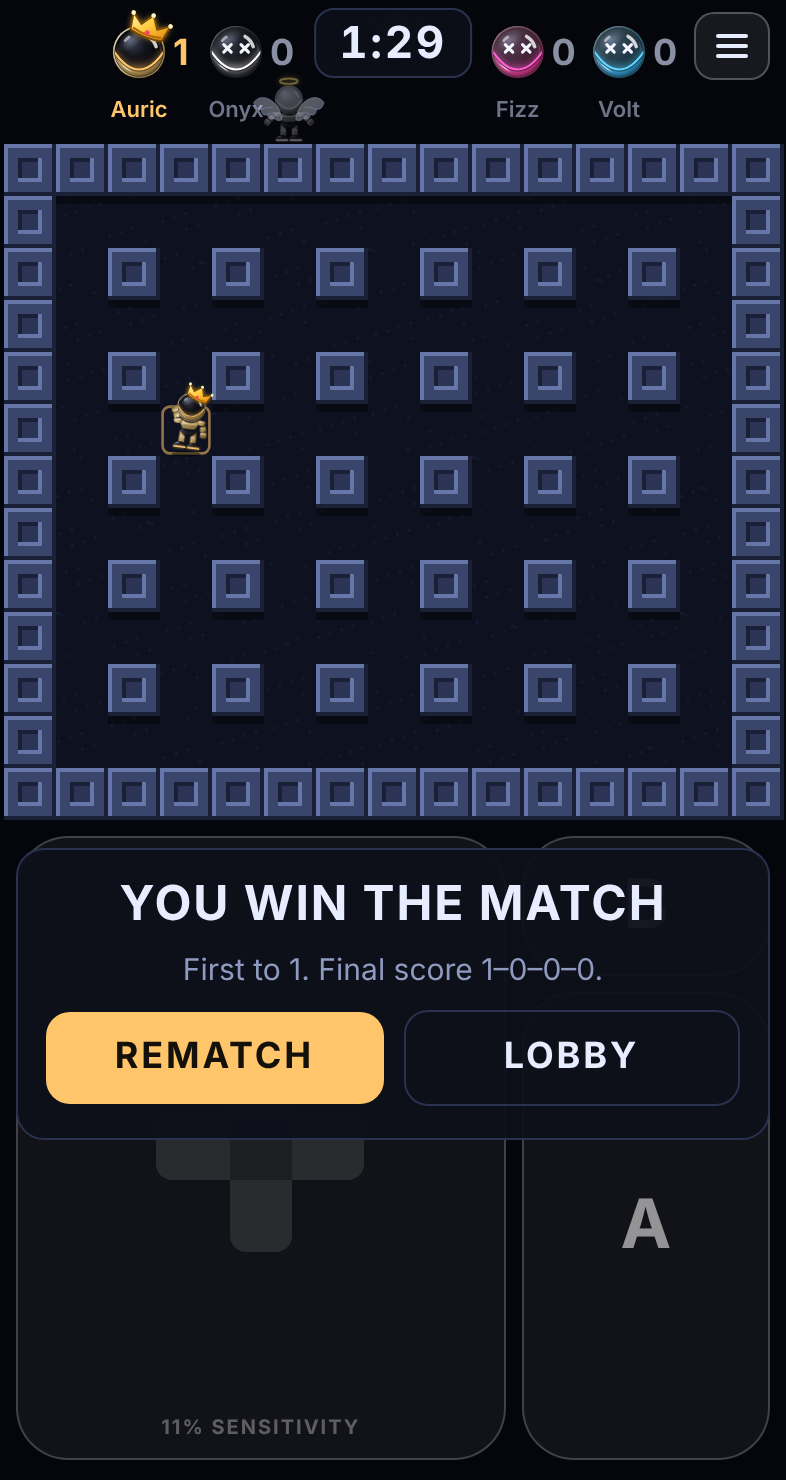 1 0 1:29 0 0
Auric Onyx Fizz Volt
YOU WIN THE MATCH
First to 1. Final score 1–0–0–0.
REMATCH LOBBY
A
11% SENSITIVITY